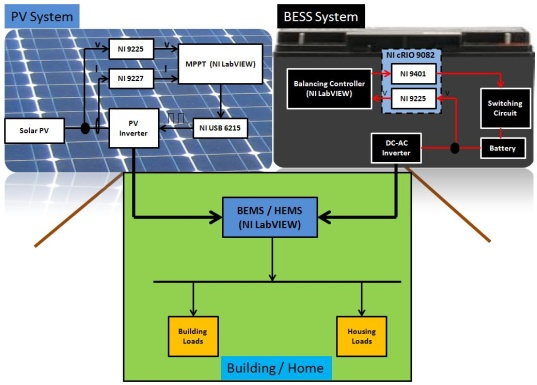 PV System
BESS System
V
NI 9225
MPPT (NI LabVIEW)
I
NI 9227
I
Solar PV
PV
Inverter
NI USB 6215
NI cRIO 9082
Balancing Controller
(NI LabVIEW)
NI 9401
V
NI 9225
V
Switching
Circuit
DC-AC
Inverter
Battery
BEMS / HEMS
(NI LabVIEW)
Building
Loads
Housing
Loads
Building / Home